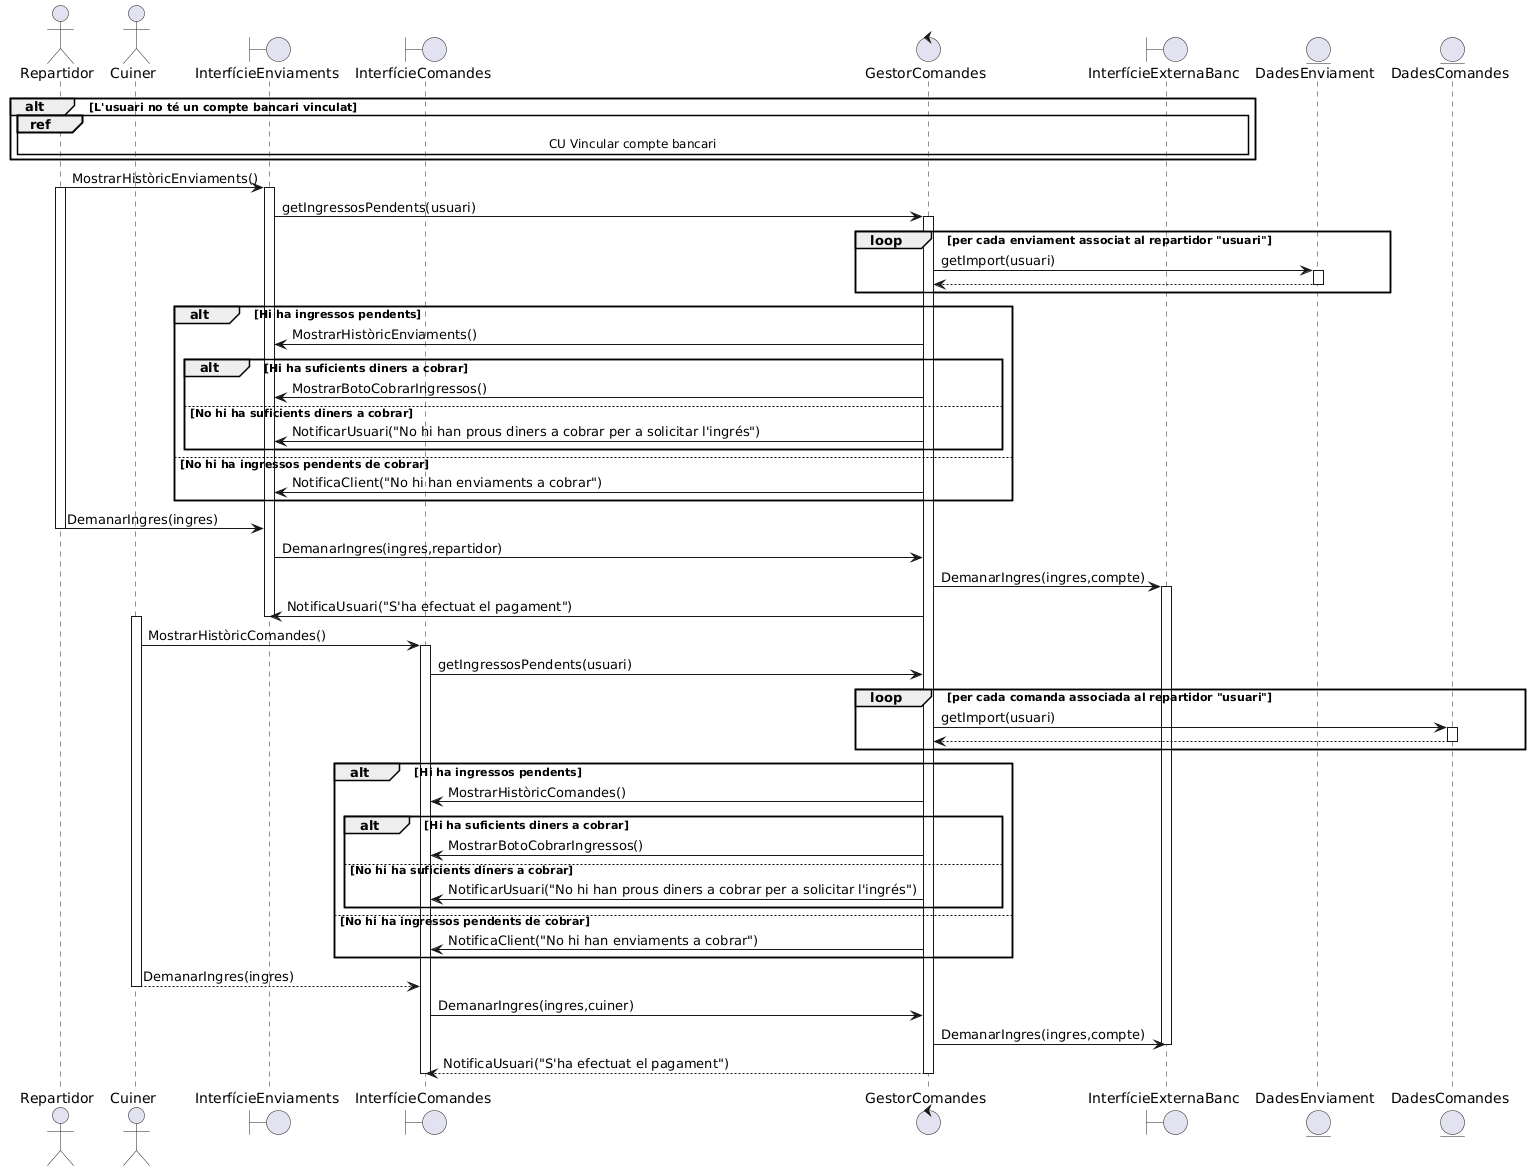 Repartidor Cuiner InterfícieEnviaments InterfícieComandes GestorComandes InterfícieExternaBanc DadesEnviament DadesComandes
alt [L'usuari no té un compte bancari vinculat]
ref
CU Vincular compte bancari
MostrarHistòricEnviaments()
getIngressosPendents(usuari)
loop [per cada enviament associat al repartidor "usuari"]
getImport(usuari)
alt [Hi ha ingressos pendents]
MostrarHistòricEnviaments()
alt [Hi ha suficients diners a cobrar]
MostrarBotoCobrarIngressos()
[No hi ha suficients diners a cobrar]
NotificarUsuari("No hi han prous diners a cobrar per a solicitar l'ingrés")
[No hi ha ingressos pendents de cobrar]
NotificaClient("No hi han enviaments a cobrar")
DemanarIngres(ingres)
DemanarIngres(ingres,repartidor)
DemanarIngres(ingres,compte)
NotificaUsuari("S'ha efectuat el pagament")
MostrarHistòricComandes()
getIngressosPendents(usuari)
loop [per cada comanda associada al repartidor "usuari"]
getImport(usuari)
alt [Hi ha ingressos pendents]
MostrarHistòricComandes()
alt [Hi ha suficients diners a cobrar]
MostrarBotoCobrarIngressos()
[No hi ha suficients diners a cobrar]
NotificarUsuari("No hi han prous diners a cobrar per a solicitar l'ingrés")
[No hi ha ingressos pendents de cobrar]
NotificaClient("No hi han enviaments a cobrar")
DemanarIngres(ingres)
DemanarIngres(ingres,cuiner)
DemanarIngres(ingres,compte)
NotificaUsuari("S'ha efectuat el pagament")
Repartidor Cuiner InterfícieEnviaments InterfícieComandes GestorComandes InterfícieExternaBanc DadesEnviament DadesComandes